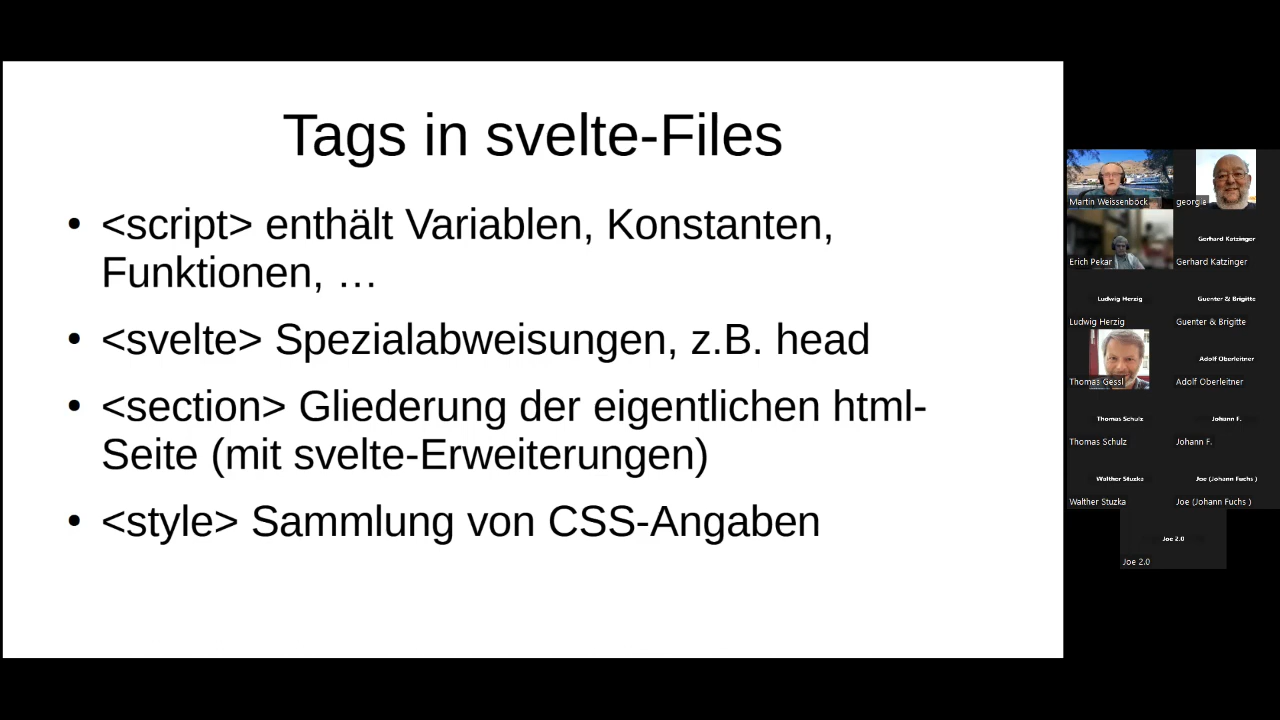 Tags in svelte-Files
• <script> enthält Variablen, Konstanten,
Funktionen, …
• <svelte> Spezialabweisungen, z.B. head
• <section> Gliederung der eigentlichen html-
Seite (mit svelte-Erweiterungen)
• <style> Sammlung von CSS-Angaben
Martin Weissenböck
georgie
Erich Pekar
Gerhard Katzinger
Gerhard Katzinger
Ludwig Herzig
Ludwig Herzig
Guenter & Brigitte
Guenter & Brigitte
Thomas Gessl
Adolf Oberleitner
Adolf Oberleitner
Thomas Schulz
Thomas Schulz
Johann F.
Johann F.
Walther Stuzka
Walther Stuzka
Joe (Johann Fuchs )
Joe (Johann Fuchs )
Joe 2.0
Joe 2.0